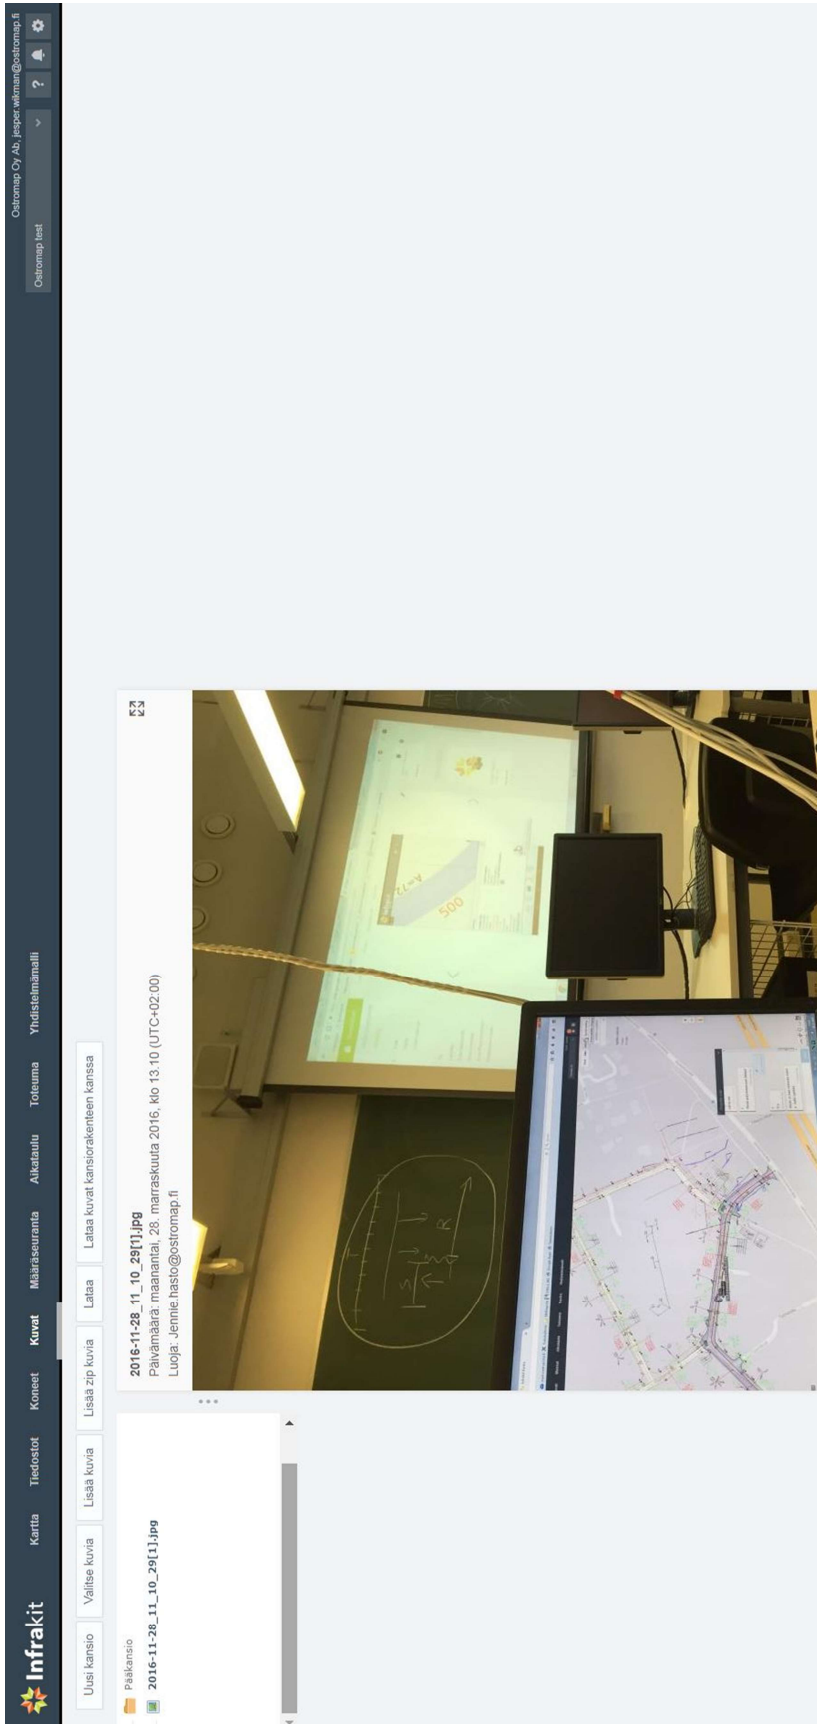 Ostromap Oy Ab, jesper.wikman@ostromap.fi
Infrakit
Kartta
Tiedostot
Koneet
Kuvat
Määräseuranta
Aikataulu
Toteuma
Yhdistelmämalli
Ostromap test
?
Uusi kansio
Valitse kuvia
Lisää kuvia
Lisää zip kuvia
Lataa
Lataa kuvat kansiorakenteen kanssa
Pääkansio
2016-11-28_11_10_29[1].jpg
2016-11-28_11_10_29[1].jpg
Päivämäärä: maanantai, 28. marraskuuta 2016, klo 13.10 (UTC+02:00)
Luoja: Jennie.hasto@ostromap.fi
A=72
500
S
R